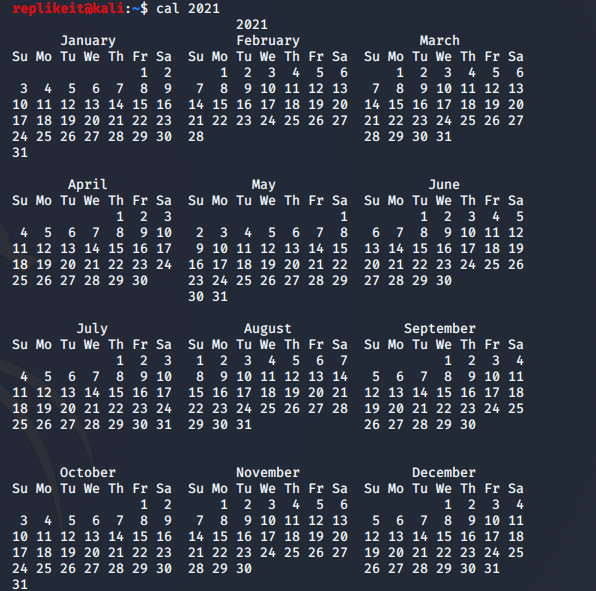 replikeit@kali:~$ cal 2021
                            2021
      January               February               March
Su Mo Tu We Th Fr Sa  Su Mo Tu We Th Fr Sa  Su Mo Tu We Th Fr Sa
                1  2      1  2  3  4  5  6      1  2  3  4  5  6
 3  4  5  6  7  8  9   7  8  9 10 11 12 13   7  8  9 10 11 12 13
10 11 12 13 14 15 16  14 15 16 17 18 19 20  14 15 16 17 18 19 20
17 18 19 20 21 22 23  21 22 23 24 25 26 27  21 22 23 24 25 26 27
24 25 26 27 28 29 30  28                    28 29 30 31
31
       April                  May                   June
Su Mo Tu We Th Fr Sa  Su Mo Tu We Th Fr Sa  Su Mo Tu We Th Fr Sa
             1  2  3                     1         1  2  3  4  5
 4  5  6  7  8  9 10   2  3  4  5  6  7  8   6  7  8  9 10 11 12
11 12 13 14 15 16 17   9 10 11 12 13 14 15  13 14 15 16 17 18 19
18 19 20 21 22 23 24  16 17 18 19 20 21 22  20 21 22 23 24 25 26
25 26 27 28 29 30     23 24 25 26 27 28 29  27 28 29 30
                      30 31
        July                 August              September
Su Mo Tu We Th Fr Sa  Su Mo Tu We Th Fr Sa  Su Mo Tu We Th Fr Sa
             1  2  3   1  2  3  4  5  6  7            1  2  3  4
 4  5  6  7  8  9 10   8  9 10 11 12 13 14   5  6  7  8  9 10 11
11 12 13 14 15 16 17  15 16 17 18 19 20 21  12 13 14 15 16 17 18
18 19 20 21 22 23 24  22 23 24 25 26 27 28  19 20 21 22 23 24 25
25 26 27 28 29 30 31  29 30 31              26 27 28 29 30
      October               November              December
Su Mo Tu We Th Fr Sa  Su Mo Tu We Th Fr Sa  Su Mo Tu We Th Fr Sa
                1  2      1  2  3  4  5  6            1  2  3  4
 3  4  5  6  7  8  9   7  8  9 10 11 12 13   5  6  7  8  9 10 11
10 11 12 13 14 15 16  14 15 16 17 18 19 20  12 13 14 15 16 17 18
17 18 19 20 21 22 23  21 22 23 24 25 26 27  19 20 21 22 23 24 25
24 25 26 27 28 29 30  28 29 30              26 27 28 29 30 31
31